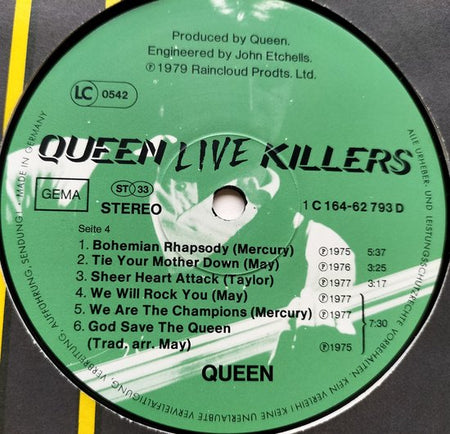 Produced by Queen.
Engineered by John Etchells.
℗ 1979 Raincloud Prodts. Ltd.
LC 0542
QUEEN LIVE KILLERS
GEMA
ST 33
STEREO
1 C 164-62 793 D
Seite 4
1. Bohemian Rhapsody (Mercury) ℗1975 5:37
2. Tie Your Mother Down (May) ℗1976 3:25
3. Sheer Heart Attack (Taylor) ℗1977 3:17
4. We Will Rock You (May) ℗1977
5. We Are The Champions (Mercury) ℗1977 7:30
6. God Save The Queen
(Trad. arr. May) ℗1975
QUEEN
ALLE URHEBER- UND LEISTUNGSSCHUTZRECHTE VORBEHALTEN. KEIN VERLEIH! KEINE UNERLAUBTE VERVIELFÄLTIGUNG, VERBREITUNG, AUFFÜHRUNG, SENDUNG! · MADE IN GERMANY